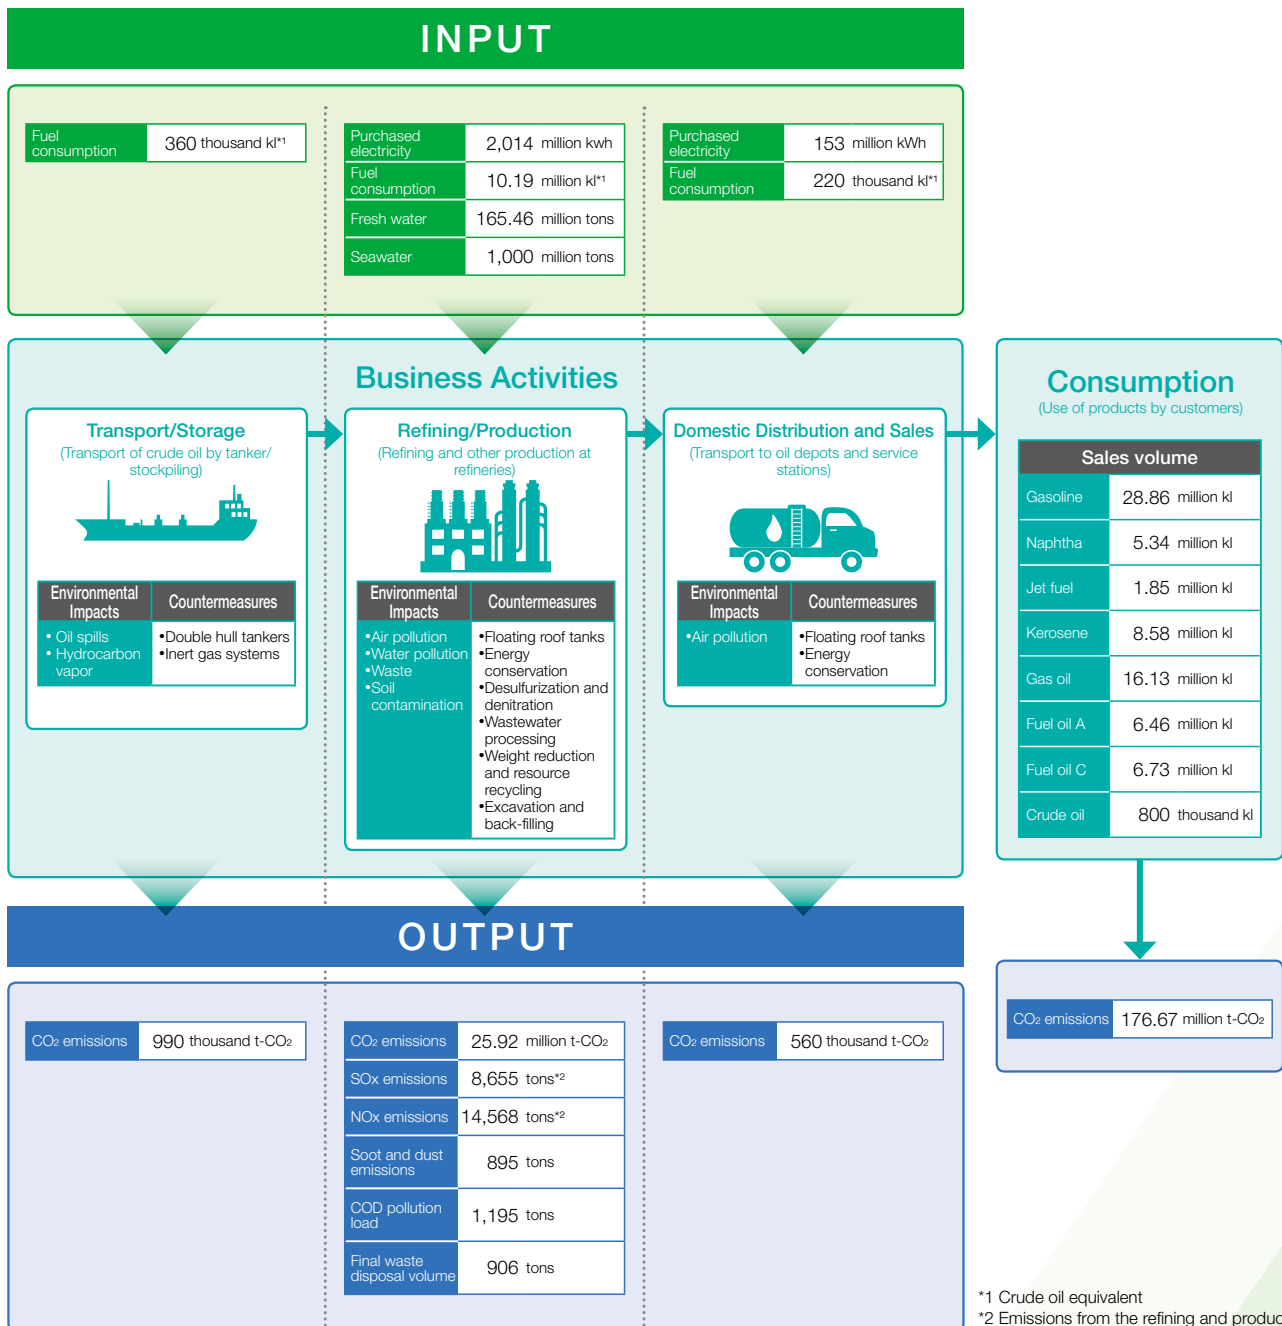 INPUT
Fuel
consumption
360 thousand kl*1
Purchased
electricity
2,014 million kwh
Fuel
consumption
10.19 million kl*1
Fresh water
165.46 million tons
Seawater
1,000 million tons
Purchased
electricity
153 million kWh
Fuel
consumption
220 thousand kl*1
Business Activities
Transport/Storage
(Transport of crude oil by tanker/
stockpiling)
Environmental
Impacts
Countermeasures
• Oil spills
• Hydrocarbon
vapor
•Double hull tankers
•Inert gas systems
Refining/Production
(Refining and other production at
refineries)
Environmental
Impacts
Countermeasures
•Air pollution
•Water pollution
•Waste
•Soil
contamination
•Floating roof tanks
•Energy
conservation
•Desulfurization and
denitration
•Wastewater
processing
•Weight reduction
and resource
recycling
•Excavation and
back-filling
Domestic Distribution and Sales
(Transport to oil depots and service
stations)
Environmental
Impacts
Countermeasures
•Air pollution
•Floating roof tanks
•Energy
conservation
Consumption
(Use of products by customers)
Sales volume
Gasoline 28.86 million kl
Naphtha 5.34 million kl
Jet fuel 1.85 million kl
Kerosene 8.58 million kl
Gas oil 16.13 million kl
Fuel oil A 6.46 million kl
Fuel oil C 6.73 million kl
Crude oil 800 thousand kl
OUTPUT
CO2 emissions 990 thousand t-CO2
CO2 emissions 25.92 million t-CO2
SOx emissions 8,655 tons*2
NOx emissions 14,568 tons*2
Soot and dust
emissions
895 tons
COD pollution
load
1,195 tons
Final waste
disposal volume
906 tons
CO2 emissions 560 thousand t-CO2
CO2 emissions 176.67 million t-CO2
*1 Crude oil equivalent
*2 Emissions from the refining and produc